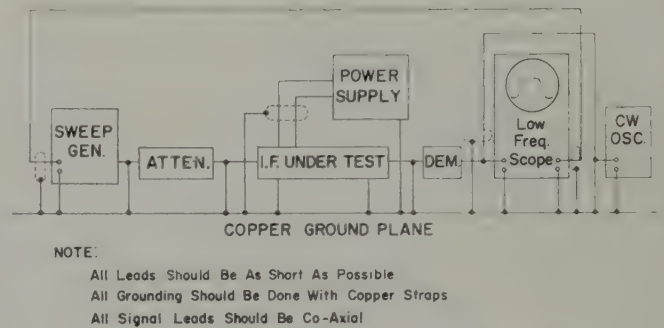 POWER
SUPPLY
SWEEP
GEN.
ATTEN.
I.F. UNDER TEST
DEM.
Low
Freq.
Scope
CW
OSC.
COPPER GROUND PLANE
NOTE:
All Leads Should Be As Short As Possible
All Grounding Should Be Done With Copper Straps
All Signal Leads Should Be Co-Axial